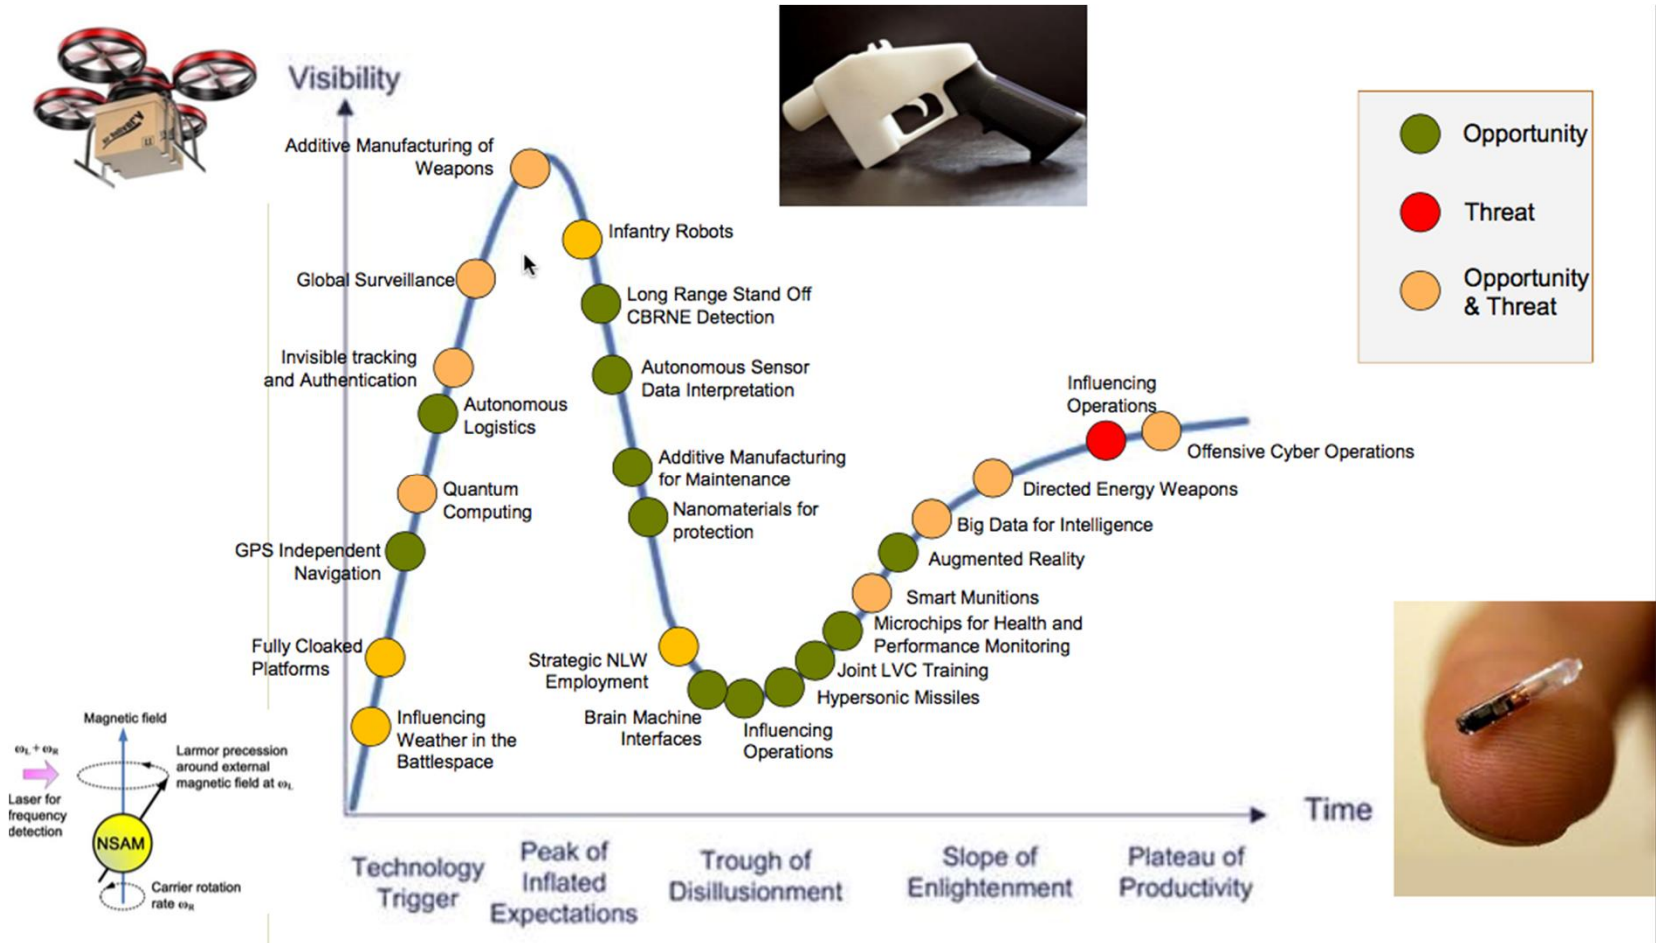 Visibility
Additive Manufacturing of
Weapons
Infantry Robots
Global Surveillance
Long Range Stand Off
CBRNE Detection
Invisible tracking
and Authentication
Autonomous Sensor
Data Interpretation
Autonomous
Logistics
Additive Manufacturing
for Maintenance
Quantum
Computing
Nanomaterials for
protection
GPS Independent
Navigation
Fully Cloaked
Platforms
Influencing
Weather in the
Battlespace
Strategic NLW
Employment
Brain Machine
Interfaces
Influencing
Operations
Hypersonic Missiles
Joint LVC Training
Microchips for Health and
Performance Monitoring
Smart Munitions
Augmented Reality
Big Data for Intelligence
Directed Energy Weapons
Influencing
Operations
Offensive Cyber Operations
Opportunity
Threat
Opportunity
& Threat
Time
Technology
Trigger
Peak of
Inflated
Expectations
Trough of
Disillusionment
Slope of
Enlightenment
Plateau of
Productivity
Magnetic field
ωL + ωR
Larmor precession
around external
magnetic field at ωL
Laser for
frequency
detection
NSAM
Carrier rotation
rate ωR